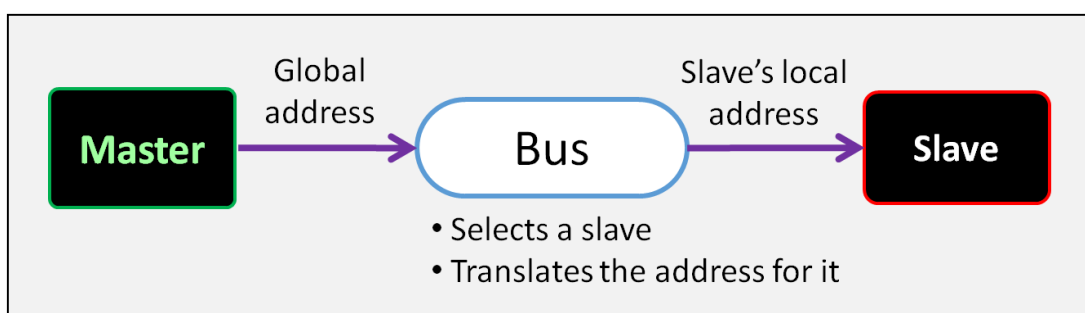 Global
address
Slave’s local
address
Master
Bus
Slave
• Selects a slave
• Translates the address for it